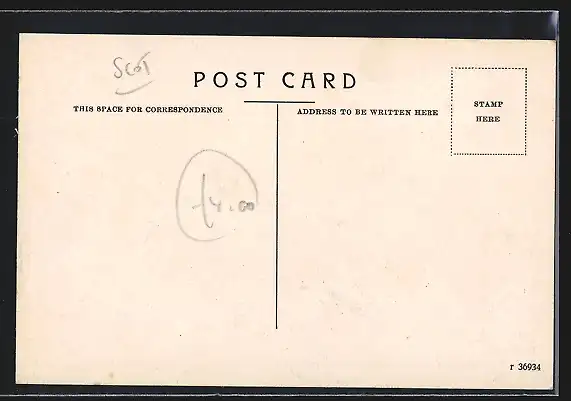 Scot
POST CARD
THIS SPACE FOR CORRESPONDENCE
ADDRESS TO BE WRITTEN HERE
STAMP
HERE
£4.00
r 36934